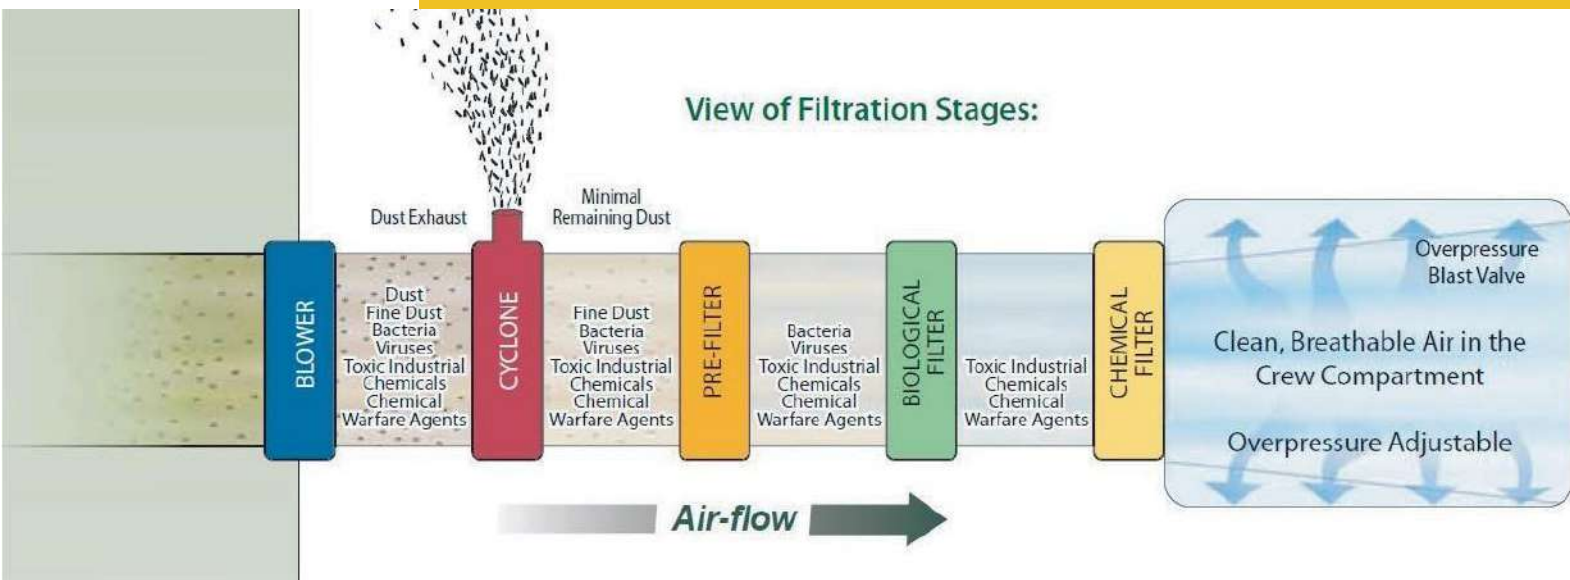 View of Filtration Stages:
Dust Exhaust
Minimal
Remaining Dust
BLOWER
Dust
Fine Dust
Bacteria
Viruses
Toxic Industrial
Chemicals
Chemical
Warfare Agents
CYCLONE
Fine Dust
Bacteria
Viruses
Toxic Industrial
Chemicals
Chemical
Warfare Agents
PRE-FILTER
Bacteria
Viruses
Toxic Industrial
Chemicals
Chemical
Warfare Agents
BIOLOGICAL
FILTER
Toxic Industrial
Chemicals
Chemical
Warfare Agents
CHEMICAL
FILTER
Overpressure
Blast Valve
Clean, Breathable Air in the
Crew Compartment
Overpressure Adjustable
Air-flow